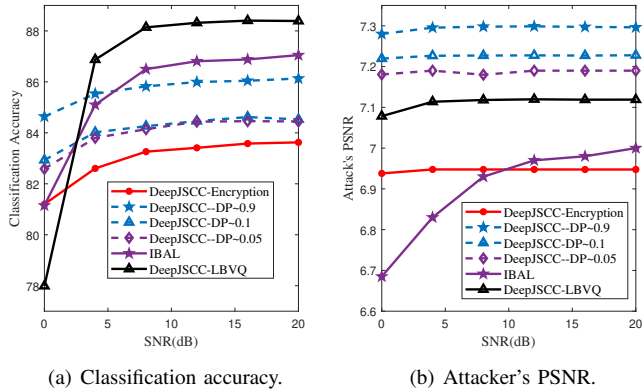 88
86
84
82
80
78
Classification Accuracy
DeepJSCC-Encryption
DeepJSCC--DP~0.9
DeepJSCC-DP~0.1
DeepJSCC--DP~0.05
IBAL
DeepJSCC-LBVQ
0 5 10 15 20
SNR(dB)
(a) Classification accuracy.
7.3
7.2
7.1
7
6.9
6.8
6.7
6.6
Attack's PSNR
DeepJSCC-Encryption
DeepJSCC--DP~0.9
DeepJSCC-DP~0.1
DeepJSCC--DP~0.05
IBAL
DeepJSCC-LBVQ
0 5 10 15 20
SNR(dB)
(b) Attacker's PSNR.